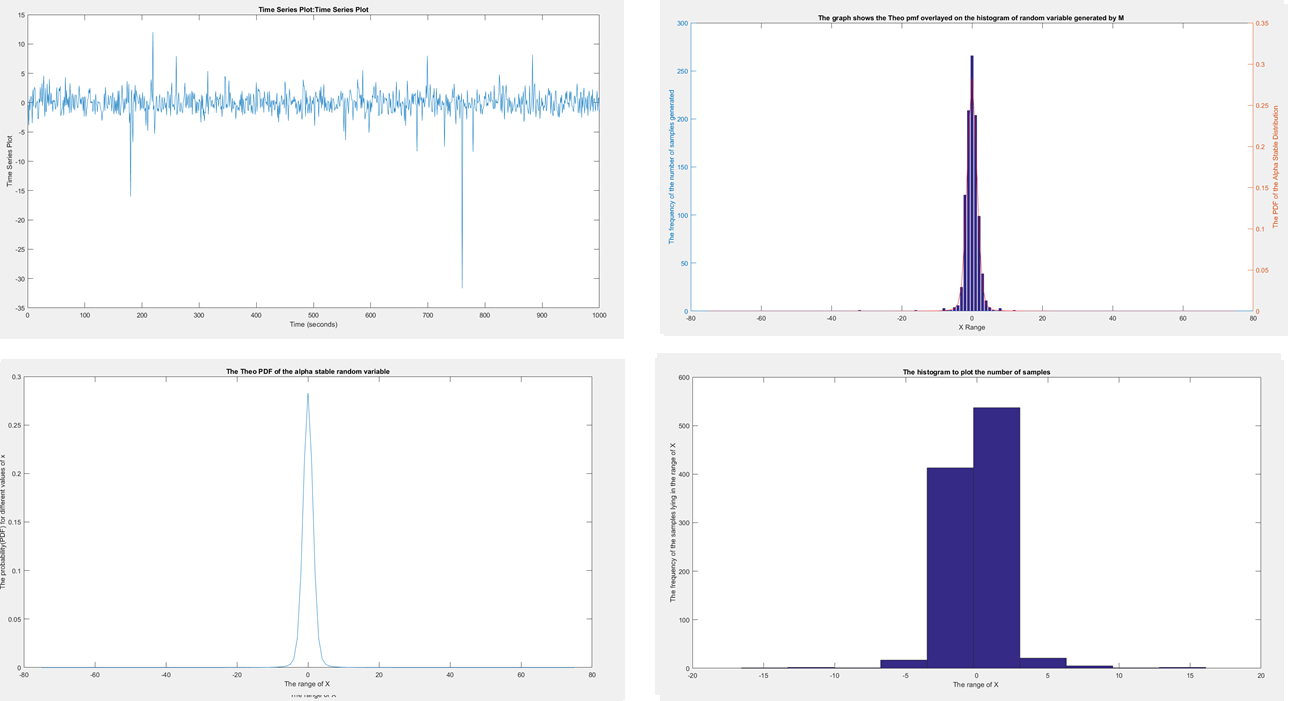 Time Series Plot:Time Series Plot
15
10
5
0
-5
-10
-15
-20
-25
-30
-35
Time Series Plot
0 100 200 300 400 500 600 700 800 900 1000
Time (seconds)
The graph shows the Theo pmf overlayed on the histogram of random variable generated by M
300
250
200
150
100
50
0
The frequency of the number of samples generated
0.35
0.3
0.25
0.2
0.15
0.1
0.05
0
The PDF of the Alpha Stable Distribution
-80 -60 -40 -20 0 20 40 60 80
X Range
The Theo PDF of the alpha stable random variable
0.3
0.25
0.2
0.15
0.1
0.05
0
The probability(PDF) for different values of x
-80 -60 -40 -20 0 20 40 60 80
The range of X
The range of X
The histogram to plot the number of samples
600
500
400
300
200
100
0
The frequency of the samples lying in the range of X
-20 -15 -10 -5 0 5 10 15 20
The range of X